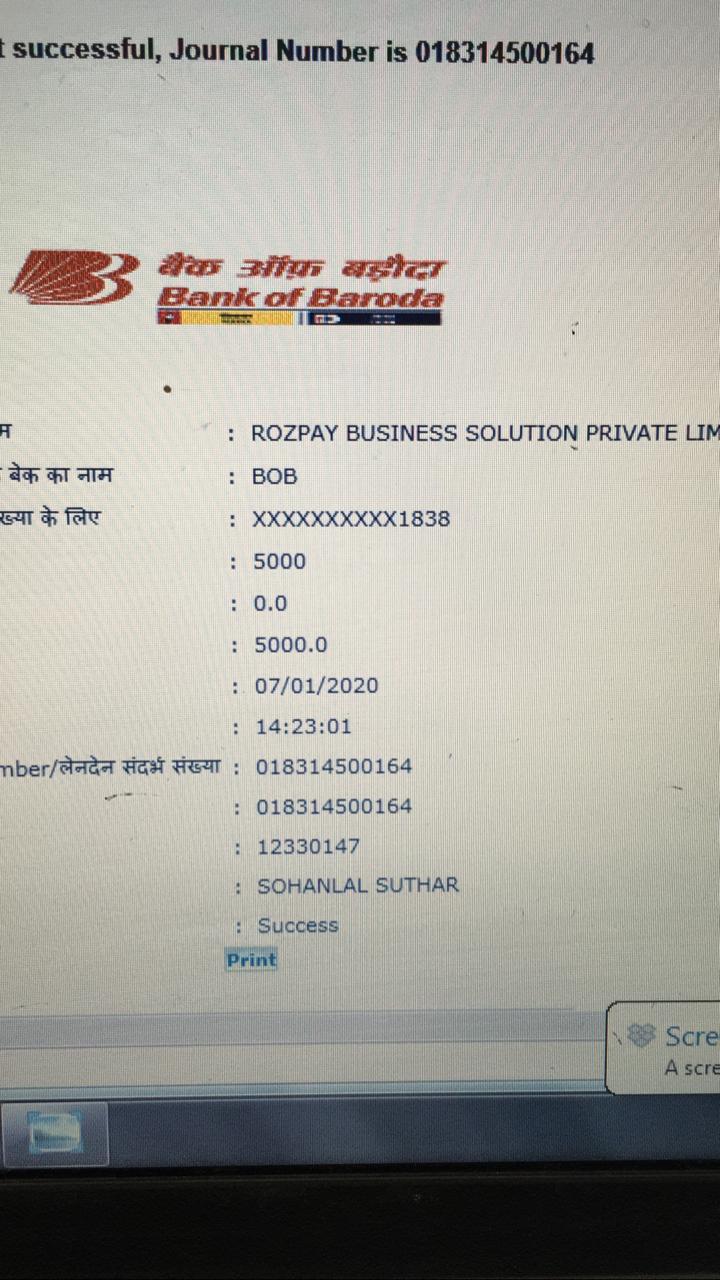 successful, Journal Number is 018314500164
बैंक ऑफ़ बड़ौदा
Bank of Baroda
: ROZPAY BUSINESS SOLUTION PRIVATE LIM
बेक का नाम : BOB
ख्या के लिए : XXXXXXXXXX1838
: 5000
: 0.0
: 5000.0
: 07/01/2020
: 14:23:01
mber/लेनदेन संदर्भ संख्या : 018314500164
: 018314500164
: 12330147
: SOHANLAL SUTHAR
: Success
Print
Scre
A scre